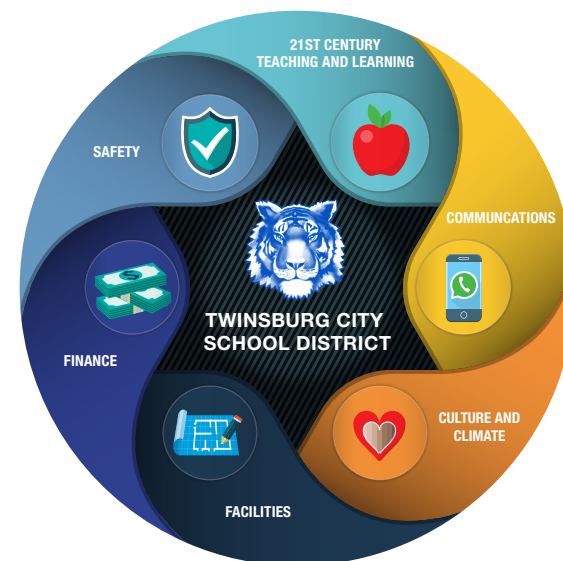 21ST CENTURY
TEACHING AND LEARNING
SAFETY
COMMUNCATIONS
TWINSBURG CITY
SCHOOL DISTRICT
FINANCE
CULTURE AND
CLIMATE
FACILITIES